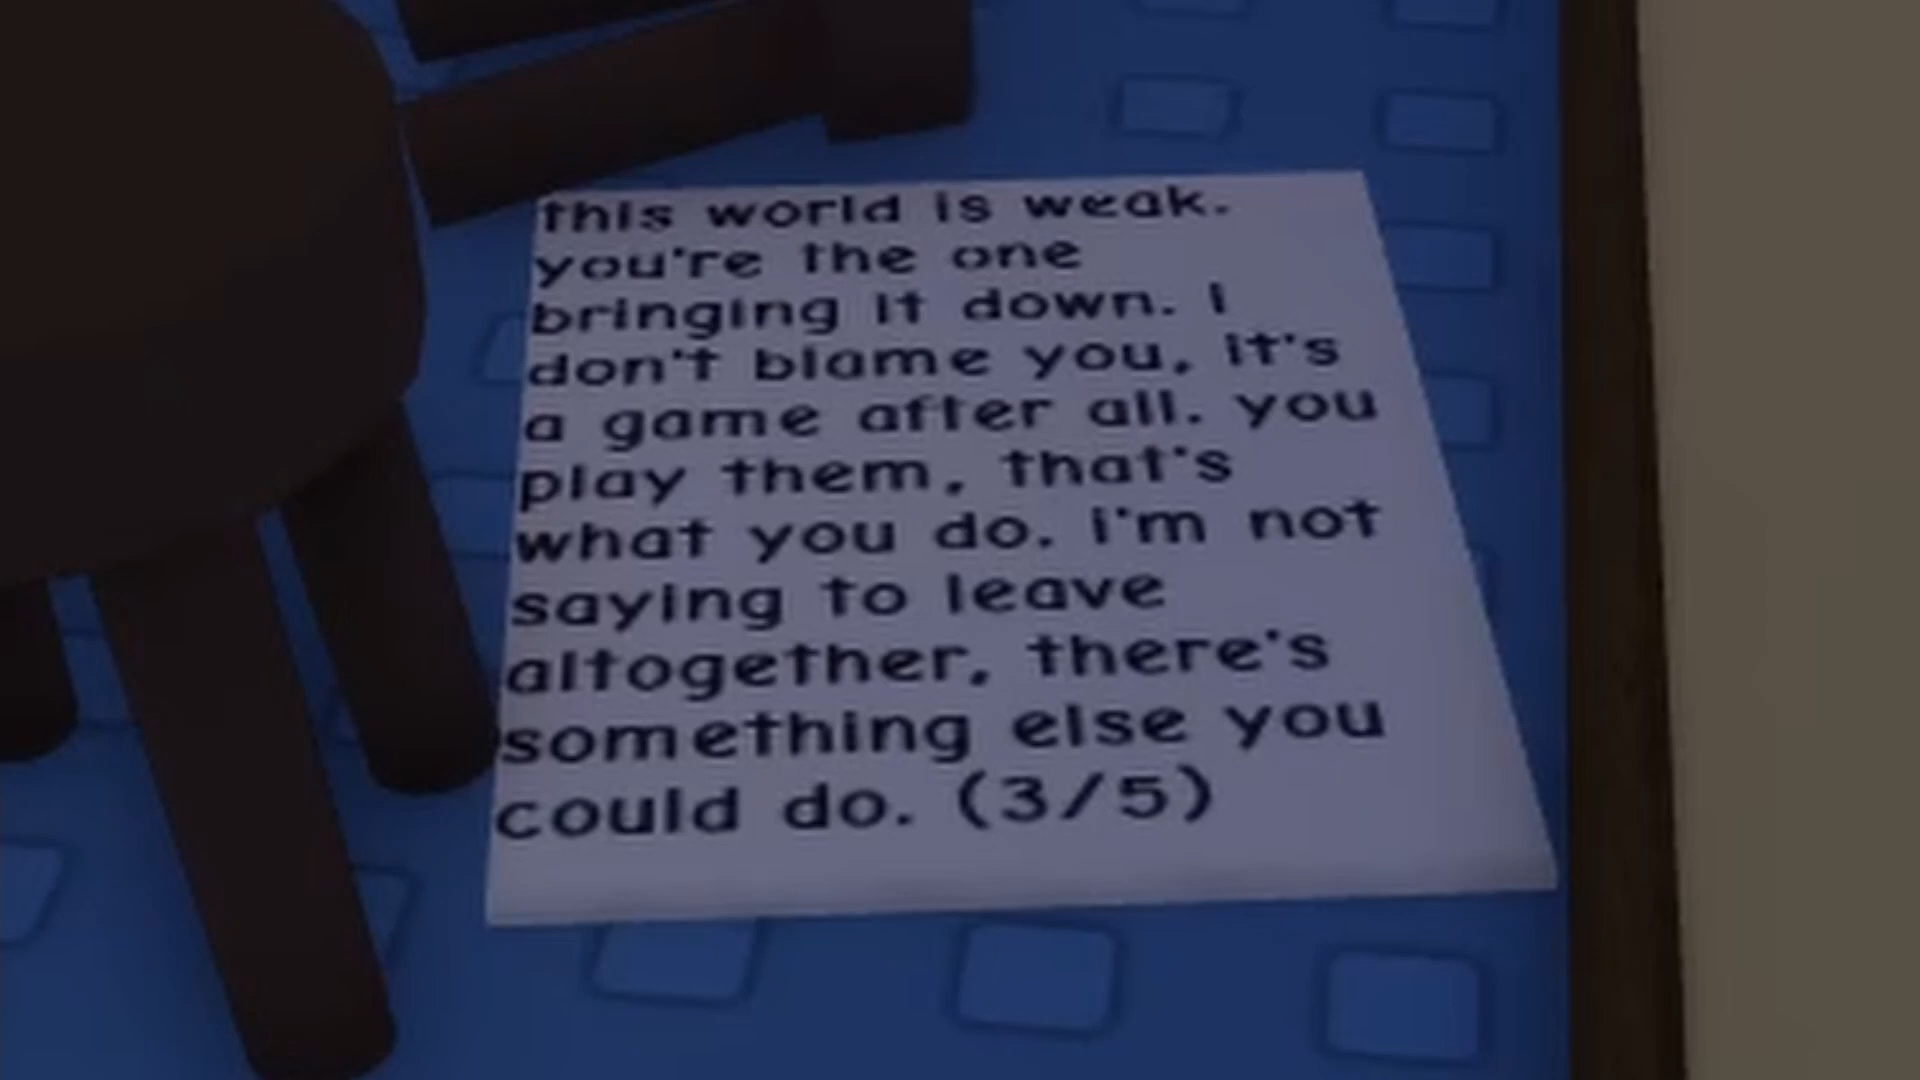 this world is weak.
you're the one
bringing it down. i
don't blame you, it's
a game after all. you
play them, that's
what you do. i'm not
saying to leave
altogether, there's
something else you
could do. (3/5)